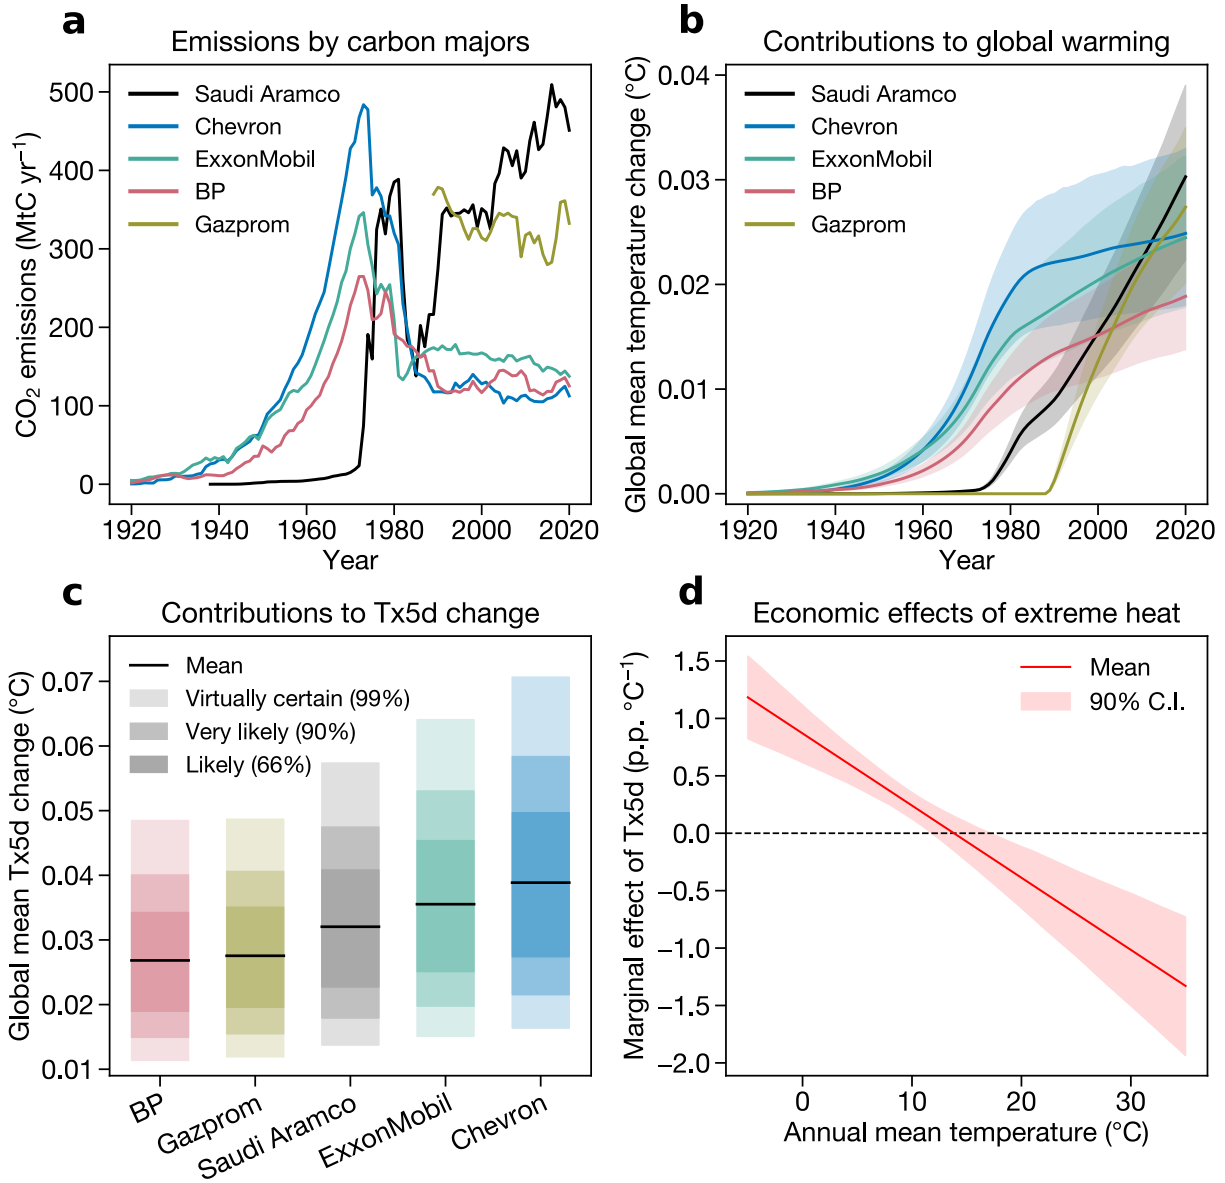 a
Emissions by carbon majors
CO2 emissions (MtC yr−1)
500
400
300
200
100
0
Saudi Aramco
Chevron
ExxonMobil
BP
Gazprom
1920 1940 1960 1980 2000 2020
Year
b
Contributions to global warming
Global mean temperature change (°C)
0.04
0.03
0.02
0.01
0.00
Saudi Aramco
Chevron
ExxonMobil
BP
Gazprom
1920 1940 1960 1980 2000 2020
Year
c
Contributions to Tx5d change
Global mean Tx5d change (°C)
0.07
0.06
0.05
0.04
0.03
0.02
0.01
Mean
Virtually certain (99%)
Very likely (90%)
Likely (66%)
BP
Gazprom
Saudi Aramco
ExxonMobil
Chevron
d
Economic effects of extreme heat
Marginal effect of Tx5d (p.p. °C−1)
1.5
1.0
0.5
0.0
−0.5
−1.0
−1.5
−2.0
Mean
90% C.I.
0 10 20 30
Annual mean temperature (°C)